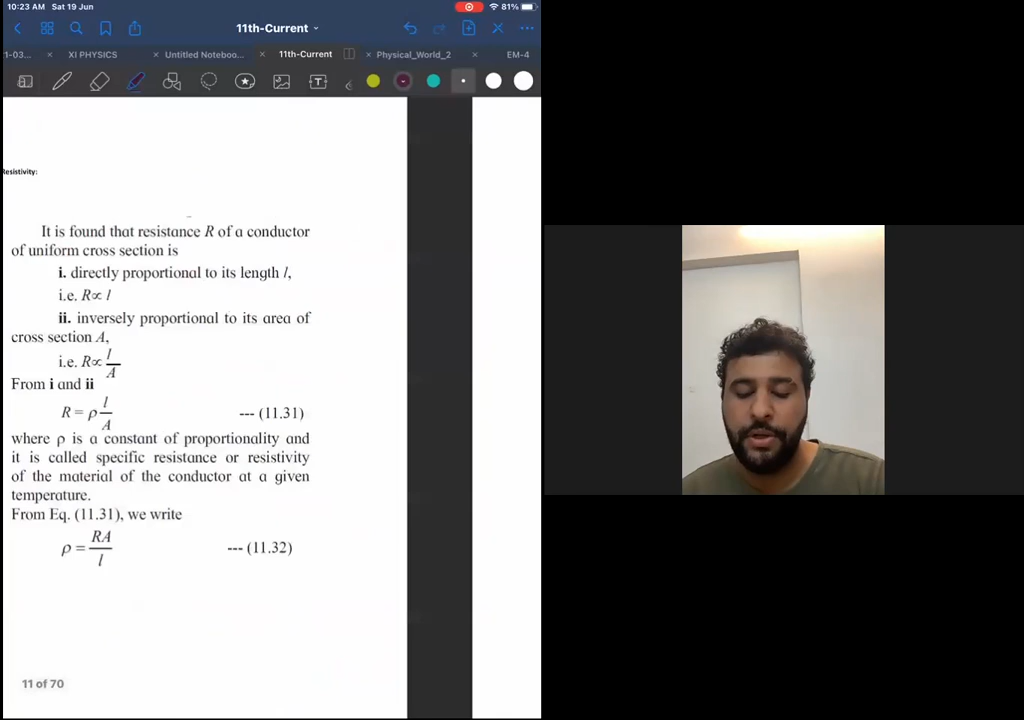 10:23 AM Sat 19 Jun
81%
11th-Current
1-03...
XI PHYSICS
Untitled Noteboo...
11th-Current
Physical_World_2
EM-4
Resistivity:
It is found that resistance R of a conductor
of uniform cross section is
i. directly proportional to its length l,
i.e. R∝ l
ii. inversely proportional to its area of
cross section A,
i.e. R∝ l/A
From i and ii
R = ρ l/A --- (11.31)
where ρ is a constant of proportionality and
it is called specific resistance or resistivity
of the material of the conductor at a given
temperature.
From Eq. (11.31), we write
ρ = RA/l --- (11.32)
11 of 70